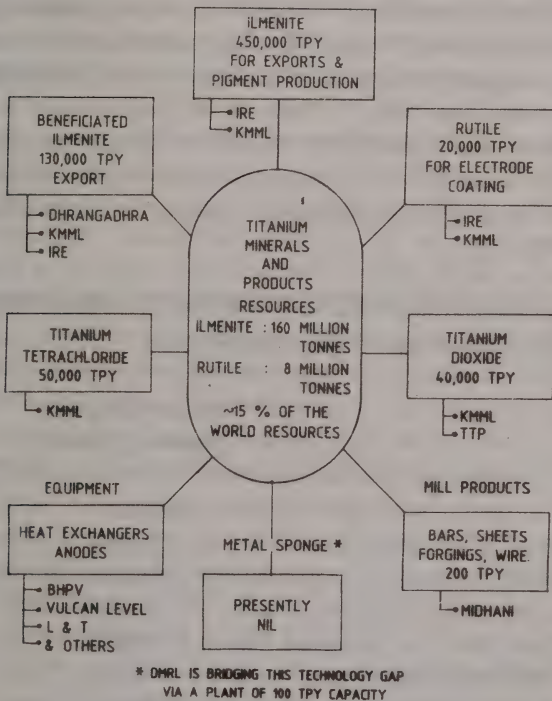 ILMENITE
450,000 TPY
FOR EXPORTS &
PIGMENT PRODUCTION
IRE
KMML
BENEFICIATED
ILMENITE
130,000 TPY
EXPORT
DHRANGADHRA
KMML
IRE
RUTILE
20,000 TPY
FOR ELECTRODE
COATING
IRE
KMML
TITANIUM
MINERALS
AND
PRODUCTS
RESOURCES
ILMENITE : 160 MILLION
TONNES
RUTILE : 8 MILLION
TONNES
~15 % OF THE
WORLD RESOURCES
TITANIUM
TETRACHLORIDE
50,000 TPY
KMML
TITANIUM
DIOXIDE
40,000 TPY
KMML
TTP
EQUIPMENT
HEAT EXCHANGERS
ANODES
BHPV
VULCAN LEVEL
L & T
& OTHERS
METAL SPONGE *
PRESENTLY
NIL
MILL PRODUCTS
BARS, SHEETS
FORGINGS, WIRE.
200 TPY
MIDHANI
* DMRL IS BRIDGING THIS TECHNOLOGY GAP
VIA A PLANT OF 100 TPY CAPACITY